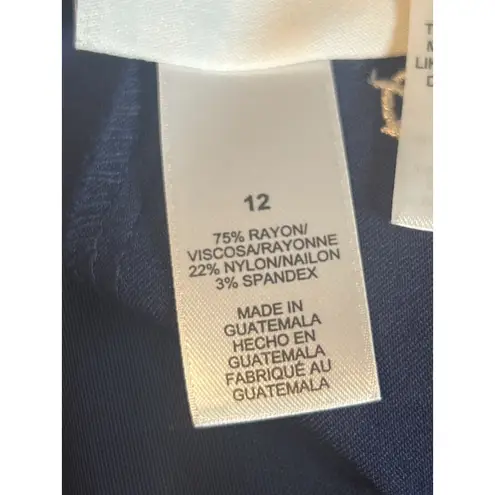 12
75% RAYON/
VISCOSA/RAYONNE
22% NYLON/NAILON
3% SPANDEX
MADE IN
GUATEMALA
HECHO EN
GUATEMALA
FABRIQUÉ AU
GUATEMALA